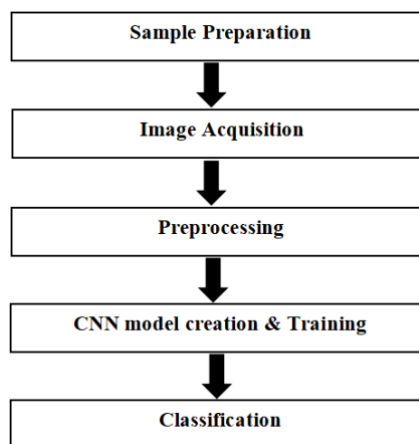 Sample Preparation
Image Acquisition
Preprocessing
CNN model creation & Training
Classification